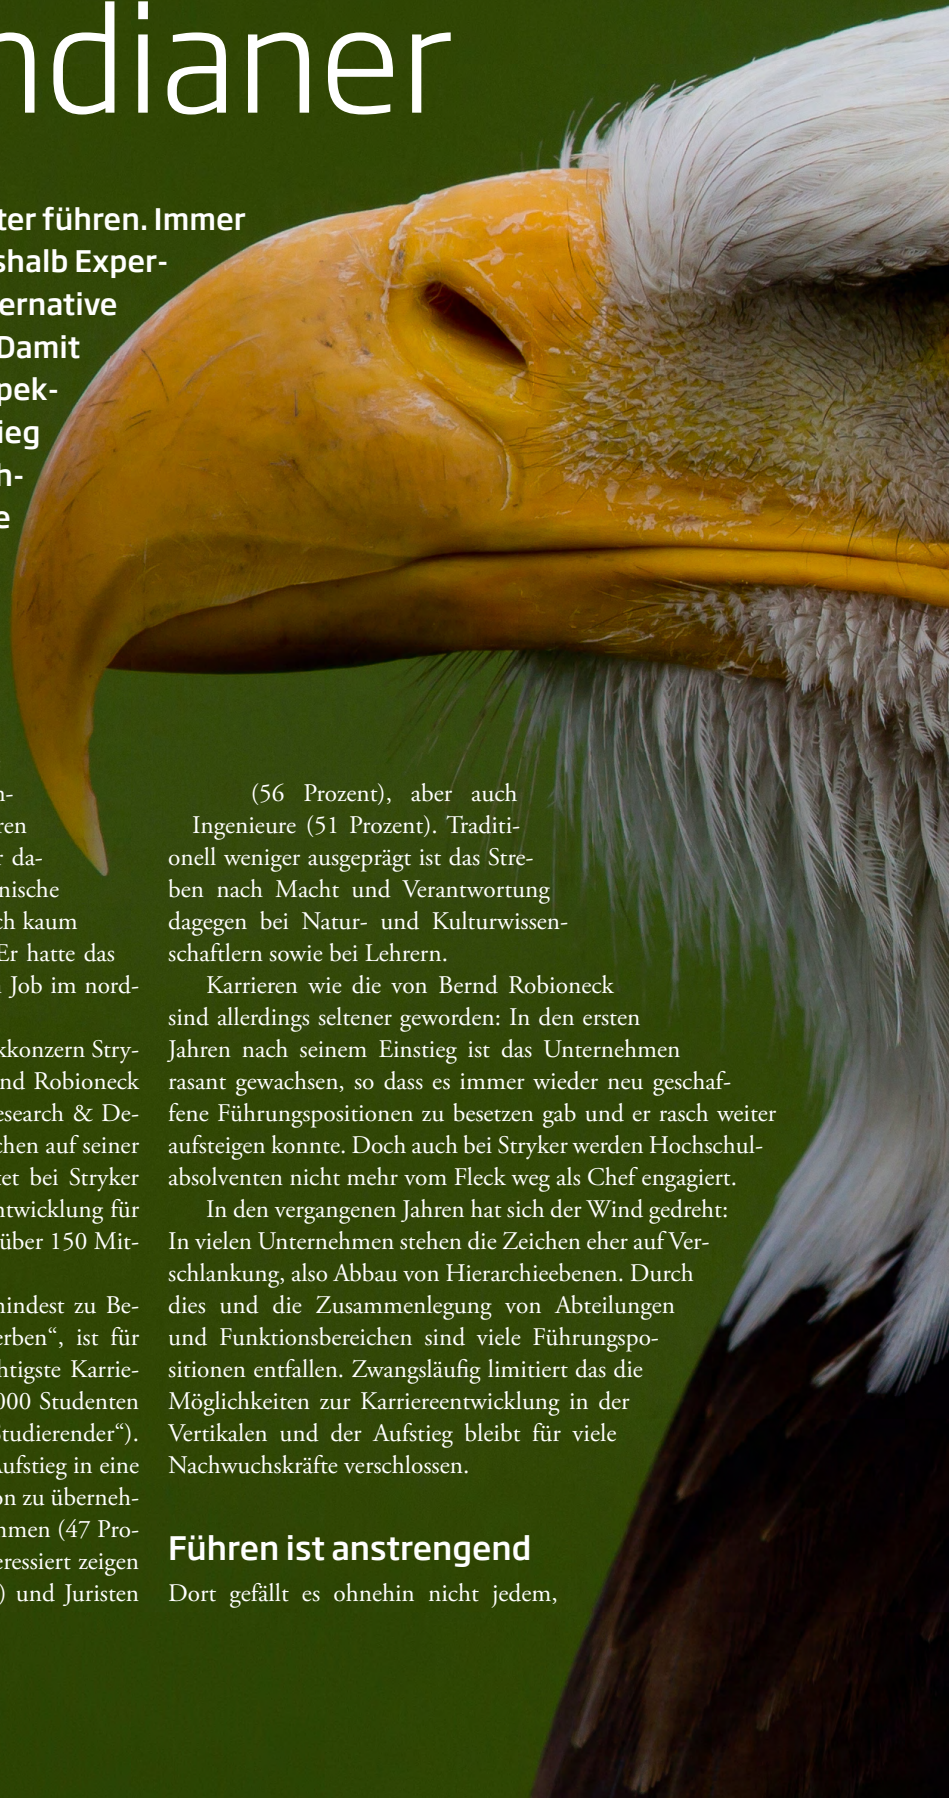 ndianer
ter führen. Immer
shalb Exper-
ernative
Damit
pek-
ieg
h-
e
n-
ren
r da-
nische
ch kaum
Er hatte das
Job im nord-
kkonzern Stry-
nd Robioneck
esearch & De-
chen auf seiner
tet bei Stryker
ntwicklung für
über 150 Mit-
mindest zu Be-
erben“, ist für
htigste Karrie-
000 Studenten
Studierender“).
Aufstieg in eine
on zu überneh-
hmen (47 Pro-
eressiert zeigen
) und Juristen
(56 Prozent), aber auch
Ingenieure (51 Prozent). Traditi-
onell weniger ausgeprägt ist das Stre-
ben nach Macht und Verantwortung
dagegen bei Natur- und Kulturwissen-
schaftlern sowie bei Lehrern.
Karrieren wie die von Bernd Robioneck
sind allerdings seltener geworden: In den ersten
Jahren nach seinem Einstieg ist das Unternehmen
rasant gewachsen, so dass es immer wieder neu geschaf-
fene Führungspositionen zu besetzen gab und er rasch weiter
aufsteigen konnte. Doch auch bei Stryker werden Hochschul-
absolventen nicht mehr vom Fleck weg als Chef engagiert.
In den vergangenen Jahren hat sich der Wind gedreht:
In vielen Unternehmen stehen die Zeichen eher auf Ver-
schlankung, also Abbau von Hierarchieebenen. Durch
dies und die Zusammenlegung von Abteilungen
und Funktionsbereichen sind viele Führungspo-
sitionen entfallen. Zwangsläufig limitiert das die
Möglichkeiten zur Karriereentwicklung in der
Vertikalen und der Aufstieg bleibt für viele
Nachwuchskräfte verschlossen.
Führen ist anstrengend
Dort gefällt es ohnehin nicht jedem,